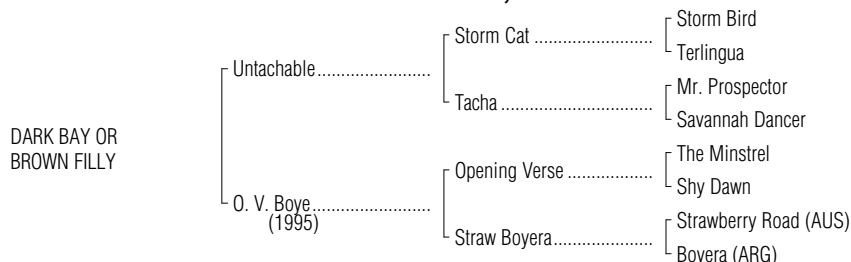 Storm Bird
Storm Cat ...................
Terlingua
Untachable.......................
Mr. Prospector
Tacha ................................
Savannah Dancer
DARK BAY OR
BROWN FILLY
The Minstrel
Opening Verse ..................
Shy Dawn
O. V. Boye........................
(1995)
Strawberry Road (AUS)
Straw Boyera.....................
Boyera (ARG)